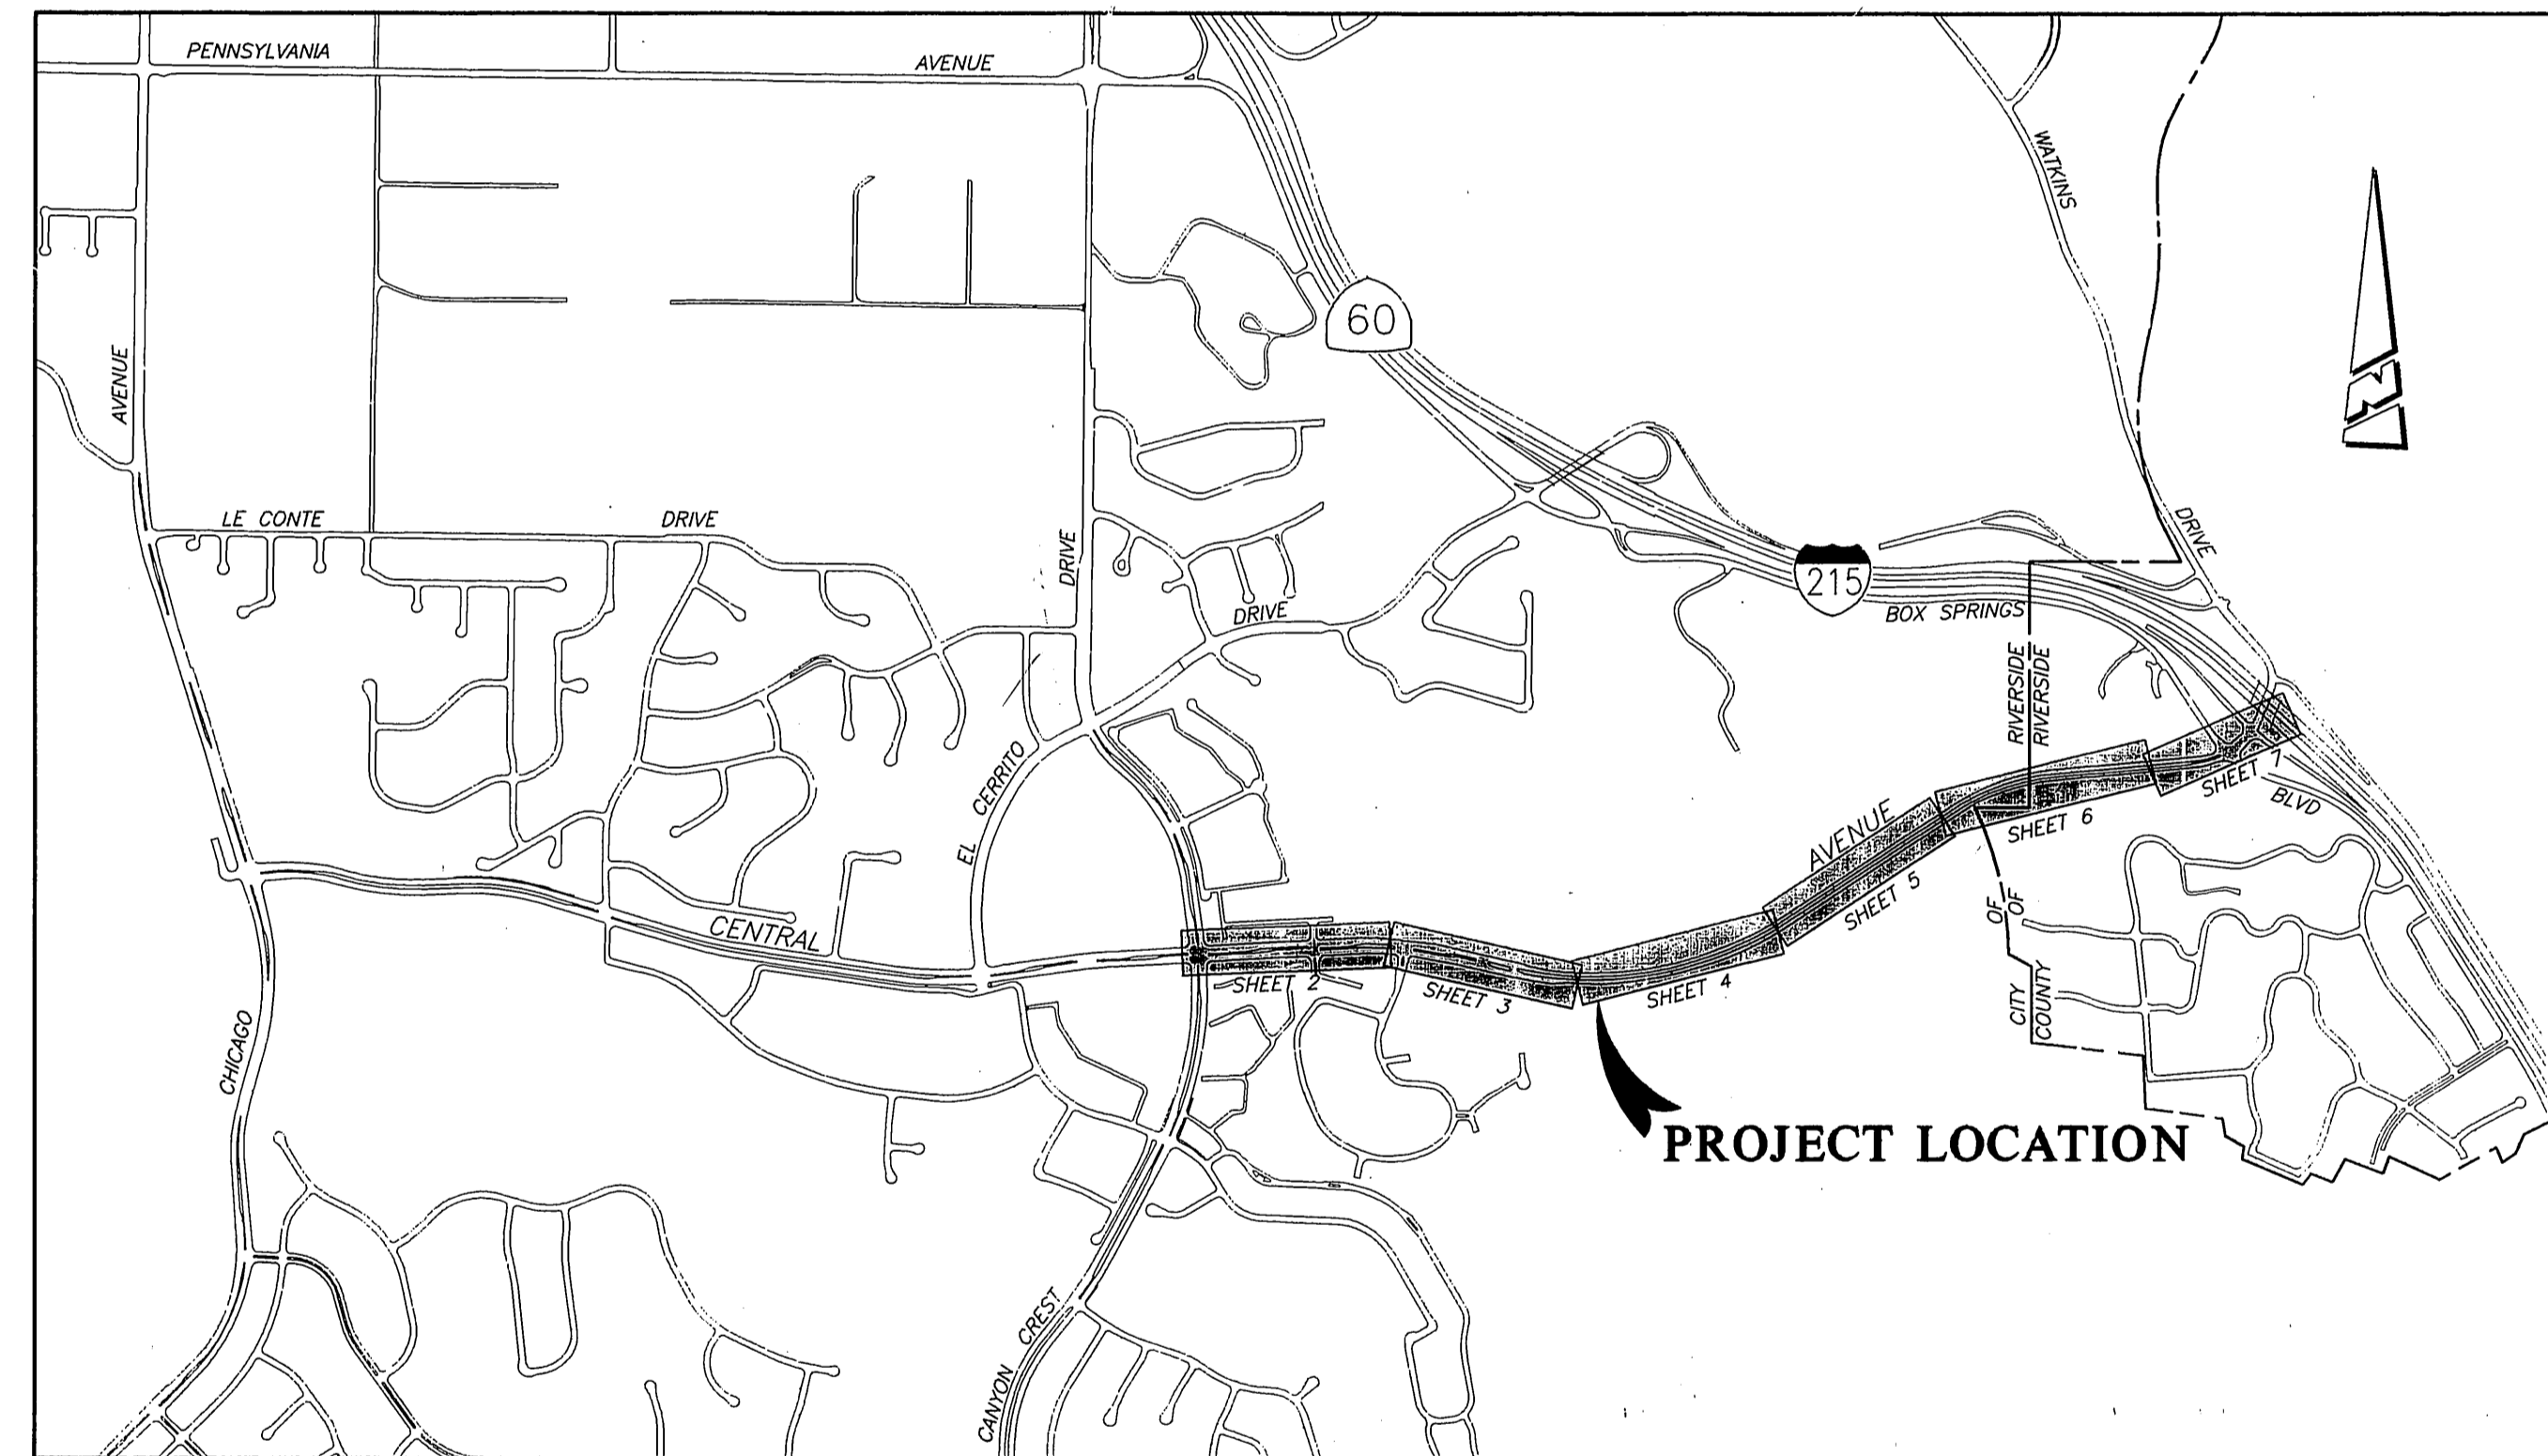 PENNSYLVANIA AVENUE
WATKINS
DRIVE
60
N
AVENUE
LE CONTE DRIVE
DRIVE
215
BOX SPRINGS
DRIVE
RIVERSIDE
RIVERSIDE
EL CERRITO
SHEET 7
BLVD
AVENUE
SHEET 6
SHEET 5
CENTRAL
CITY OF
COUNTY OF
SHEET 2
SHEET 3
SHEET 4
CHICAGO
PROJECT LOCATION
CANYON CREST